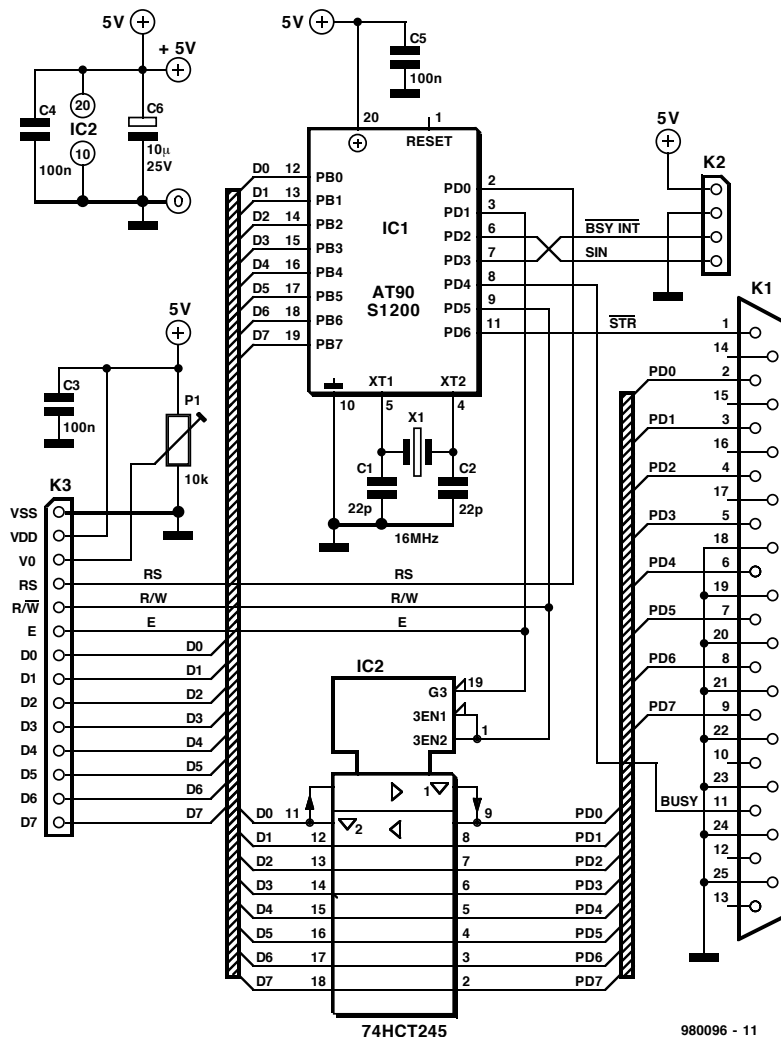 5V
+ 5V
C4
100n
20
IC2
10
C6
10µ
25V
0
5V
C5
100n
20
1
RESET
D0 12 PB0
D1 13 PB1
D2 14 PB2
D3 15 PB3
D4 16 PB4
D5 17 PB5
D6 18 PB6
D7 19 PB7
IC1
AT90
S1200
PD0 2
PD1 3
PD2 6
PD3 7
PD4 8
PD5 9
PD6 11
XT1
XT2
10
5
4
X1
C1
22p
C2
22p
16MHz
5V
K2
BSY INT
SIN
STR
K1
1
14
PD0 2
15
PD1 3
16
PD2 4
17
PD3 5
18
PD4 6
19
PD5 7
20
PD6 8
21
PD7 9
22
10
23
BUSY 11
24
12
25
13
5V
C3
100n
P1
10k
K3
VSS
VDD
V0
RS RS RS
R/W R/W R/W
E E E
D0 D0
D1 D1
D2 D2
D3 D3
D4 D4
D5 D5
D6 D6
D7 D7
IC2
G3 19
3EN1
3EN2 1
1
2
D0 11 9 PD0
D1 12 8 PD1
D2 13 7 PD2
D3 14 6 PD3
D4 15 5 PD4
D5 16 4 PD5
D6 17 3 PD6
D7 18 2 PD7
74HCT245
980096 - 11